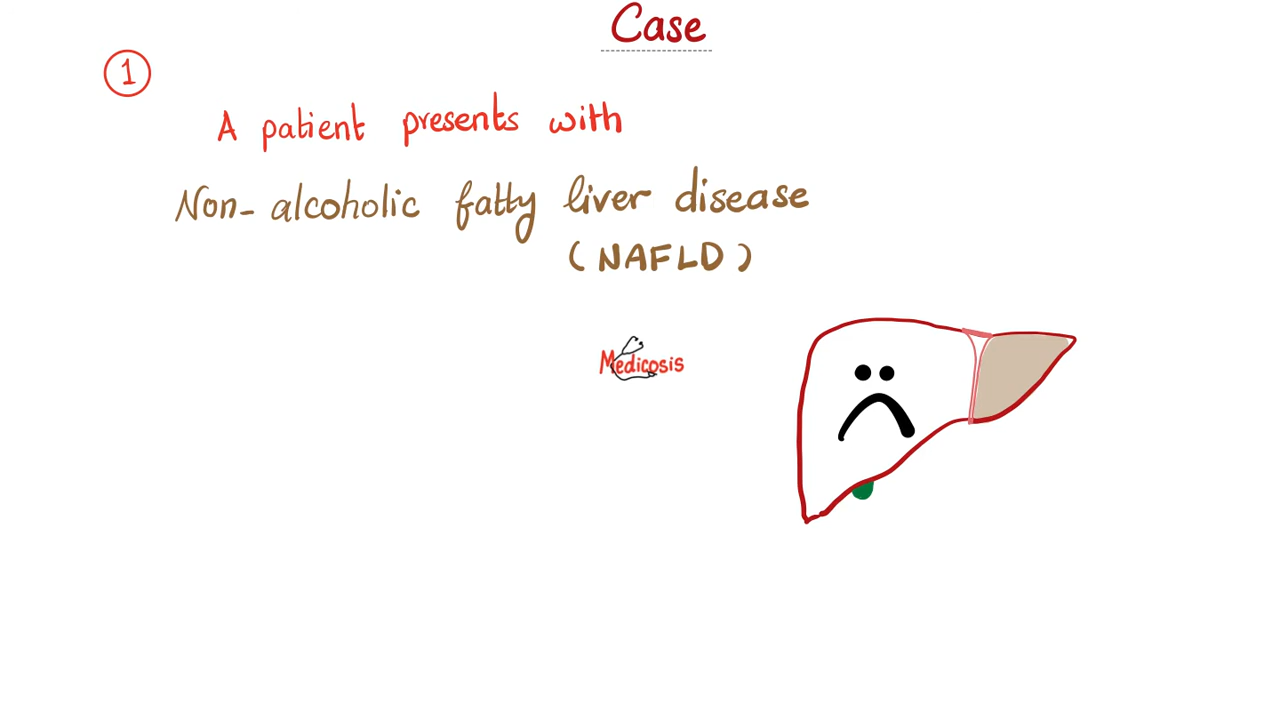 Case
1
A patient presents with
Non-alcoholic fatty liver disease
(NAFLD)
Medicosis